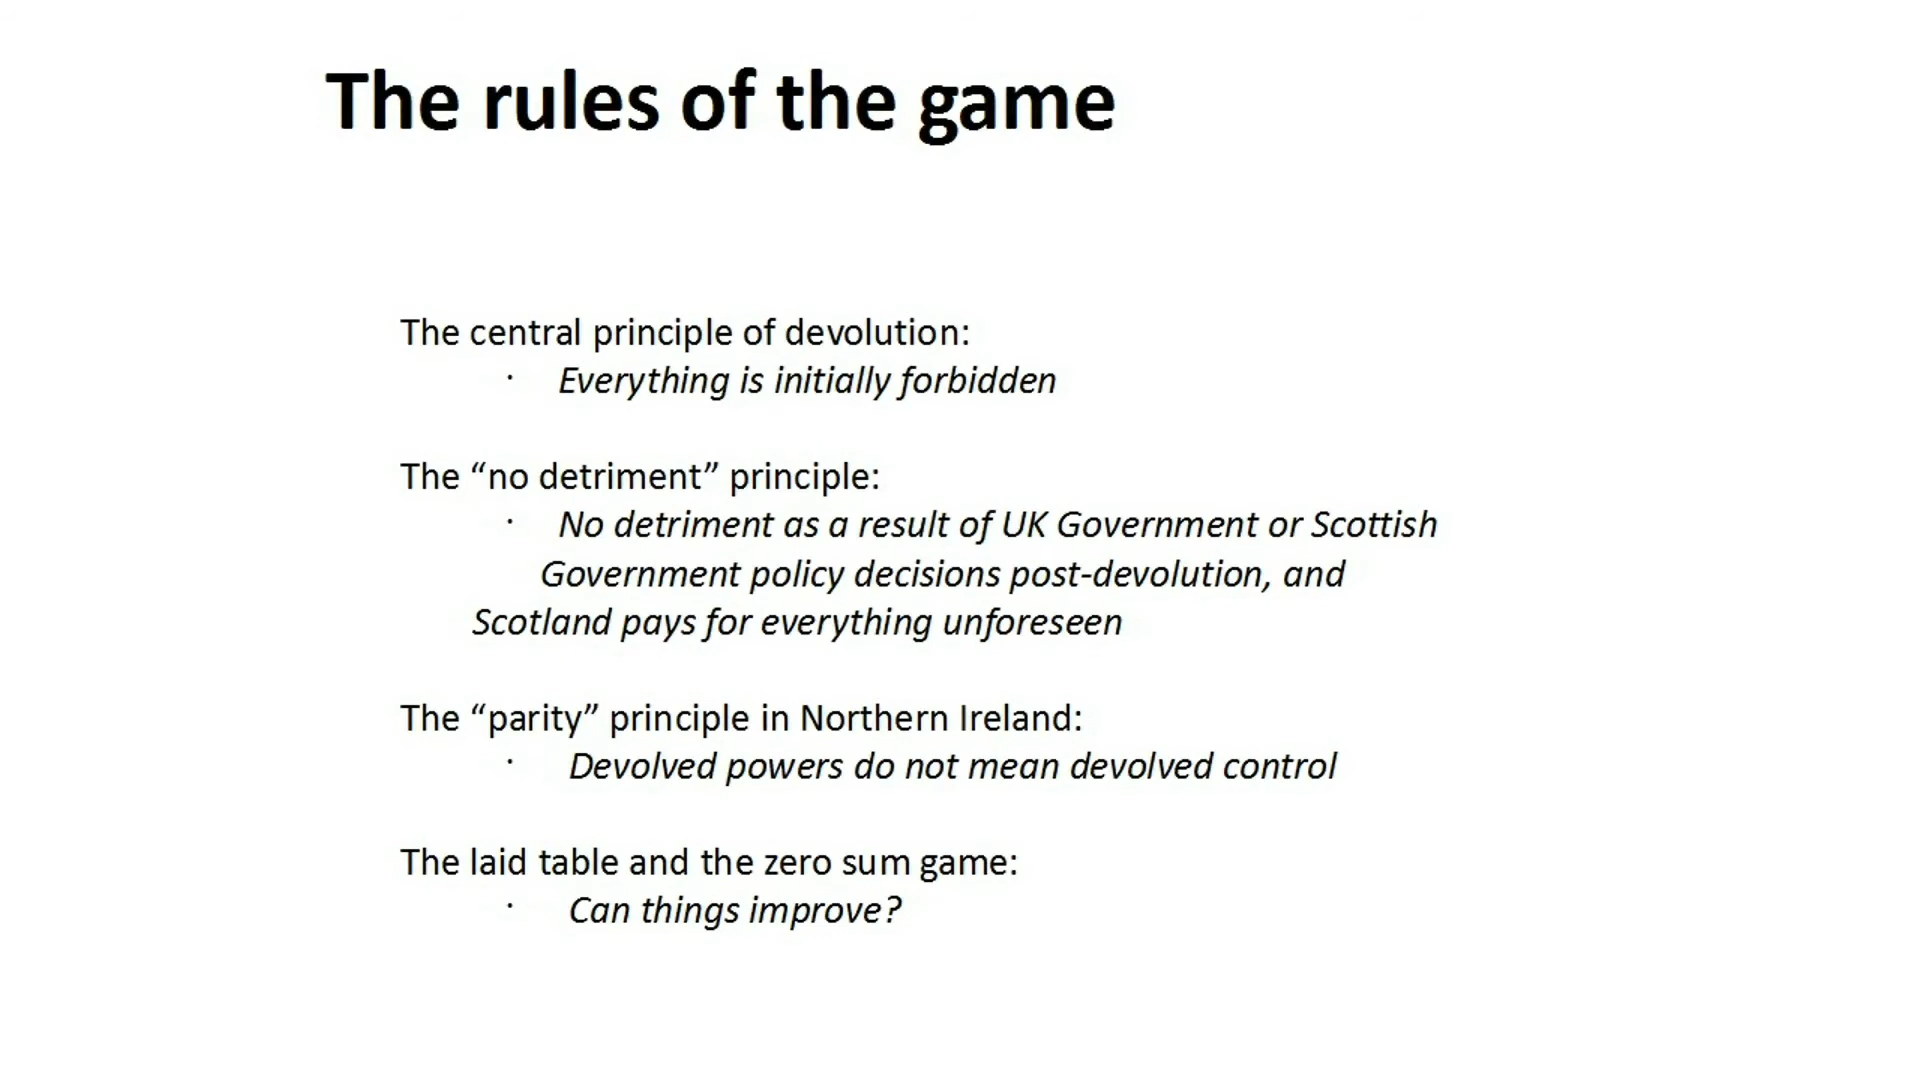 The rules of the game
The central principle of devolution:
· Everything is initially forbidden
The “no detriment” principle:
· No detriment as a result of UK Government or Scottish
Government policy decisions post-devolution, and
Scotland pays for everything unforeseen
The “parity” principle in Northern Ireland:
· Devolved powers do not mean devolved control
The laid table and the zero sum game:
· Can things improve?